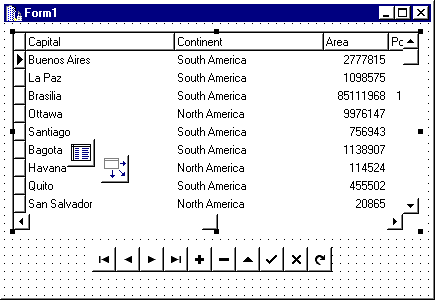 Form1
Capital Continent Area Po
Buenos Aires South America 2777815
La Paz South America 1098575
Brasilia South America 85111968 1
Ottawa North America 9976147
Santiago South America 756943
Bagota South America 1138907
Havana North America 114524
Quito South America 455502
San Salvador North America 20865